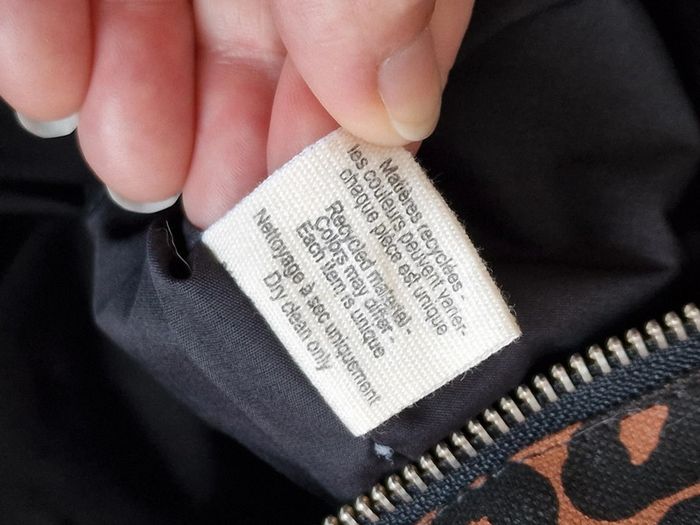 Matières recyclées -
les couleurs peuvent varier-
chaque pièce est unique
Recycled material -
Colors may differ -
Each item is unique
Nettoyage à sec uniquement
Dry clean only